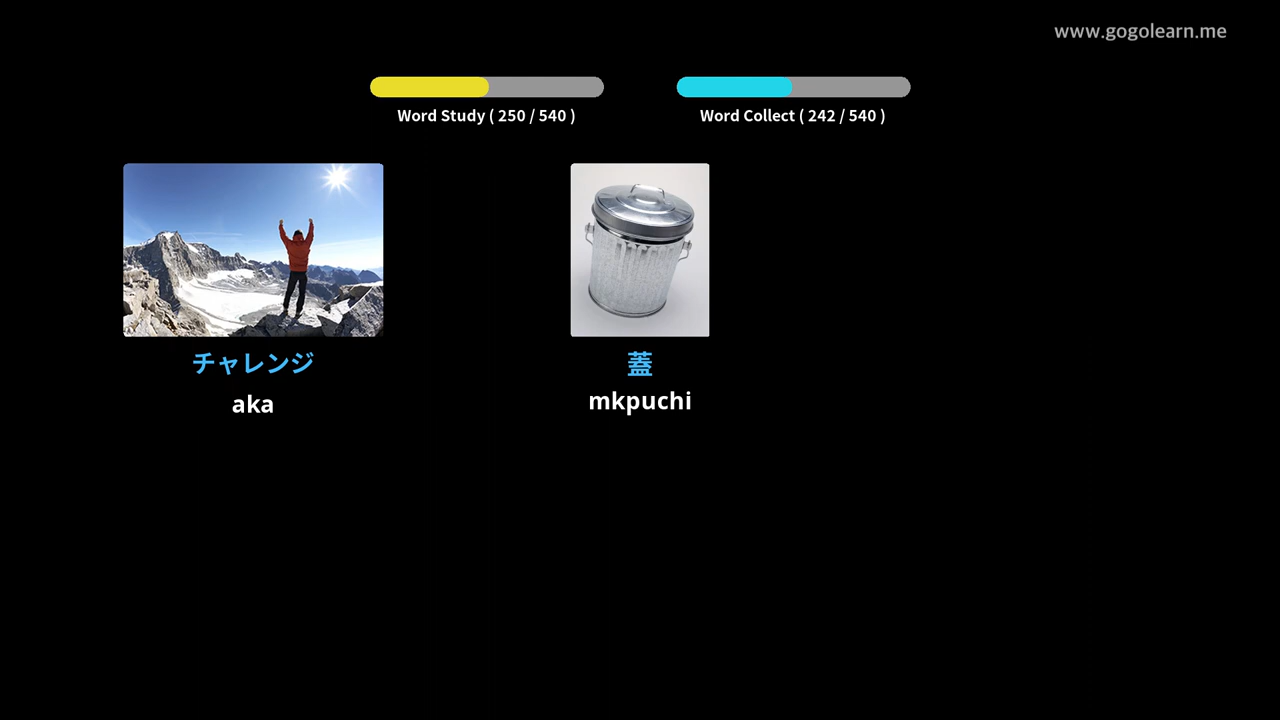 www.gogolearn.me
Word Study ( 250 / 540 )
Word Collect ( 242 / 540 )
チャレンジ
aka
蓋
mkpuchi